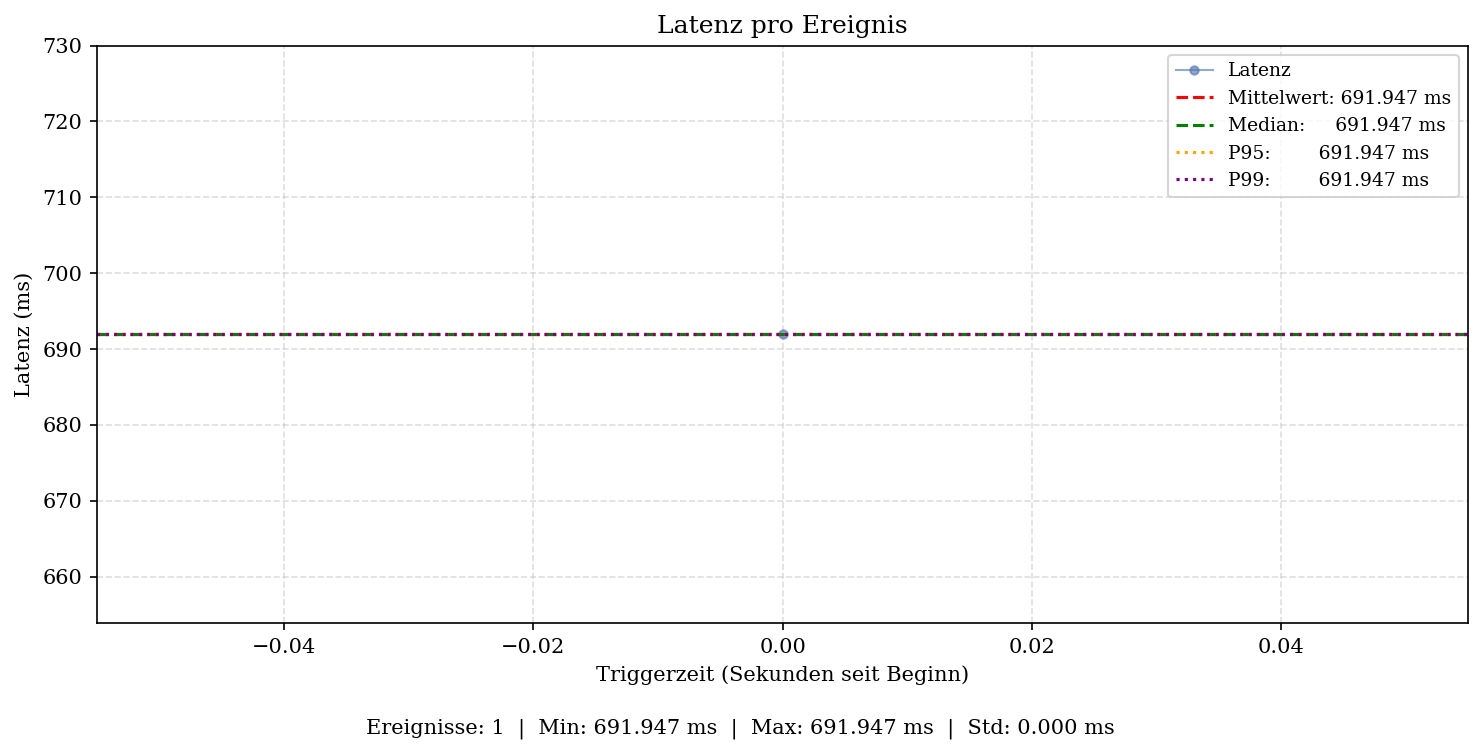 Latenz pro Ereignis
Latenz
Mittelwert: 691.947 ms
Median: 691.947 ms
P95: 691.947 ms
P99: 691.947 ms
Latenz (ms)
730
720
710
700
690
680
670
660
−0.04 −0.02 0.00 0.02 0.04
Triggerzeit (Sekunden seit Beginn)
Ereignisse: 1 | Min: 691.947 ms | Max: 691.947 ms | Std: 0.000 ms